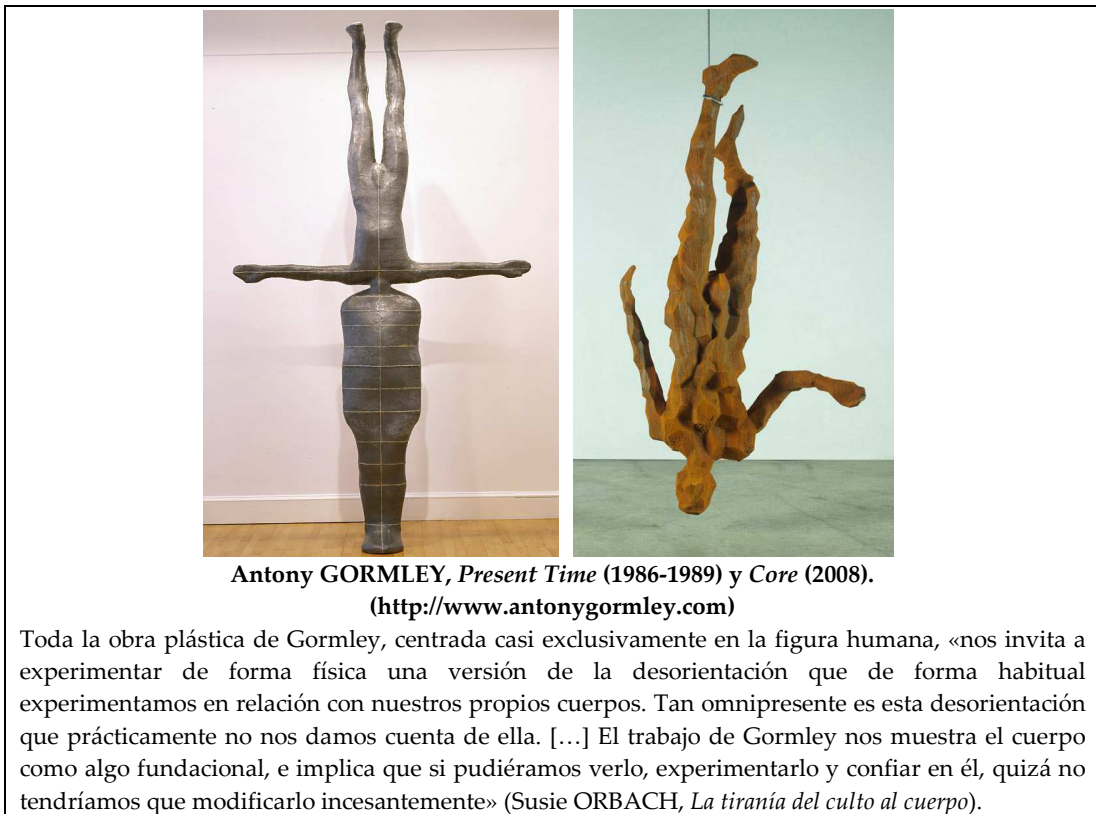 Antony GORMLEY, Present Time (1986-1989) y Core (2008).
(http://www.antonygormley.com)
Toda la obra plástica de Gormley, centrada casi exclusivamente en la figura humana, «nos invita a
experimentar de forma física una versión de la desorientación que de forma habitual
experimentamos en relación con nuestros propios cuerpos. Tan omnipresente es esta desorientación
que prácticamente no nos damos cuenta de ella. […] El trabajo de Gormley nos muestra el cuerpo
como algo fundacional, e implica que si pudiéramos verlo, experimentarlo y confiar en él, quizá no
tendríamos que modificarlo incesantemente» (Susie ORBACH, La tiranía del culto al cuerpo).